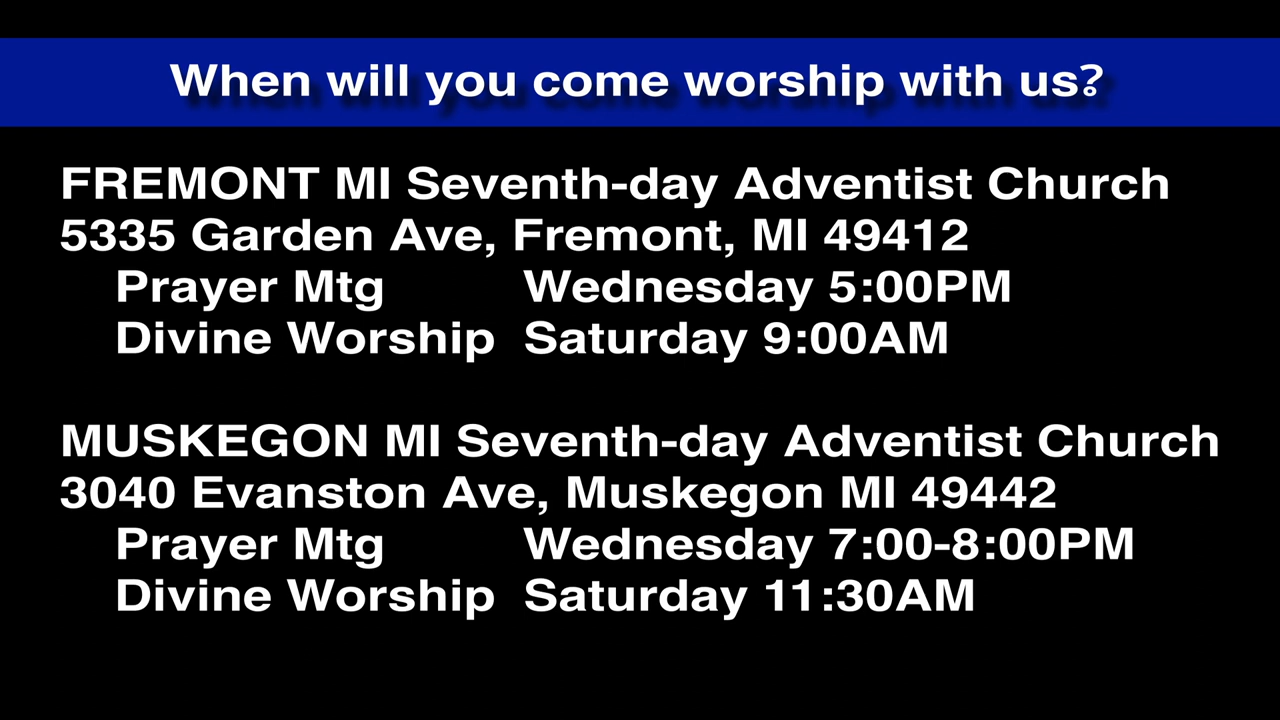 When will you come worship with us?
FREMONT MI Seventh-day Adventist Church
5335 Garden Ave, Fremont, MI 49412
Prayer Mtg Wednesday 5:00PM
Divine Worship Saturday 9:00AM
MUSKEGON MI Seventh-day Adventist Church
3040 Evanston Ave, Muskegon MI 49442
Prayer Mtg Wednesday 7:00-8:00PM
Divine Worship Saturday 11:30AM